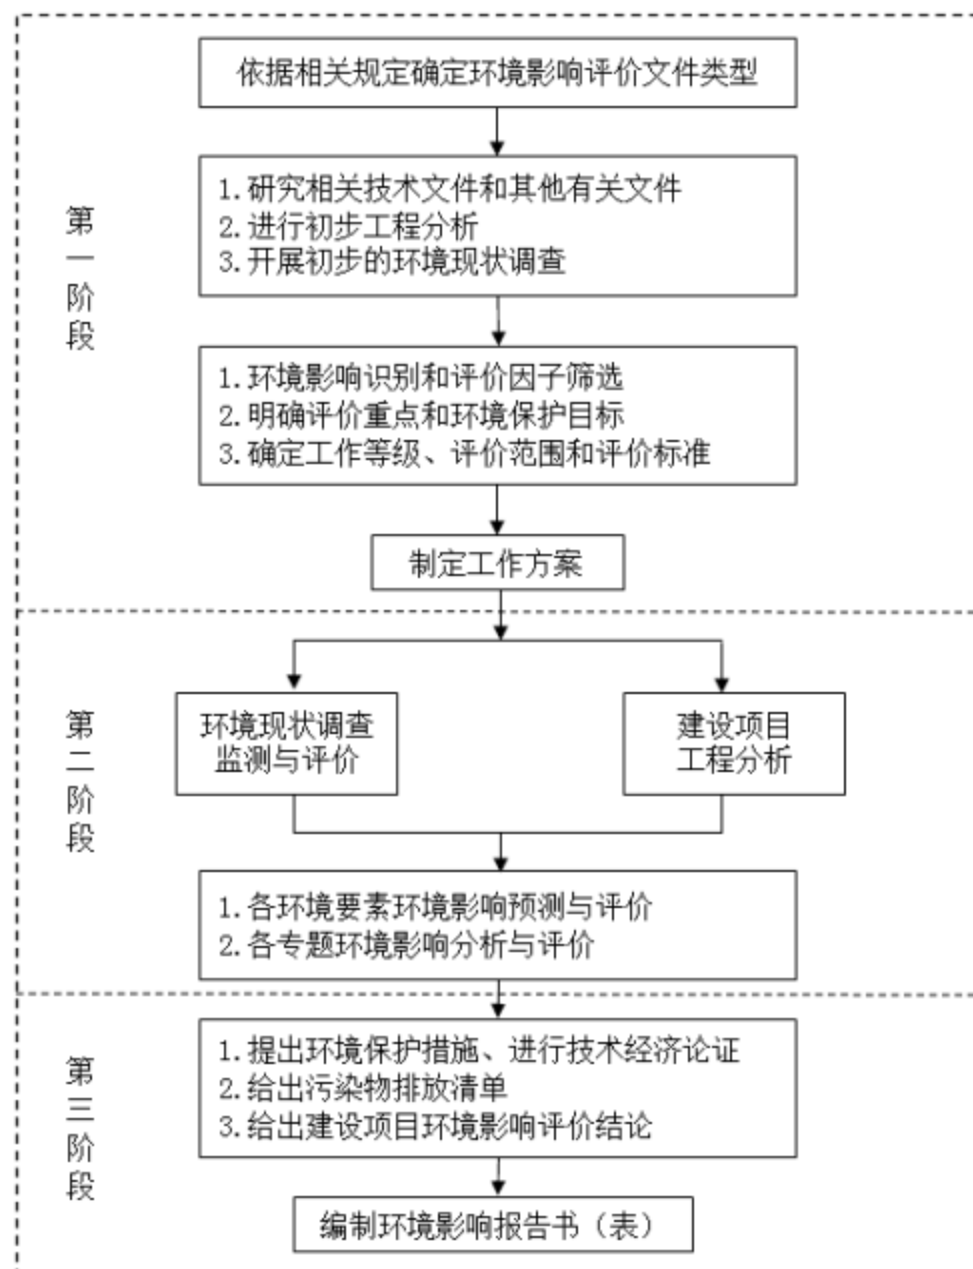 依据相关规定确定环境影响评价文件类型
1.研究相关技术文件和其他有关文件
2.进行初步工程分析
3.开展初步的环境现状调查
第一阶段
1.环境影响识别和评价因子筛选
2.明确评价重点和环境保护目标
3.确定工作等级、评价范围和评价标准
制定工作方案
第二阶段
环境现状调查
监测与评价
建设项目
工程分析
1.各环境要素环境影响预测与评价
2.各专题环境影响分析与评价
第三阶段
1.提出环境保护措施、进行技术经济论证
2.给出污染物排放清单
3.给出建设项目环境影响评价结论
编制环境影响报告书（表）